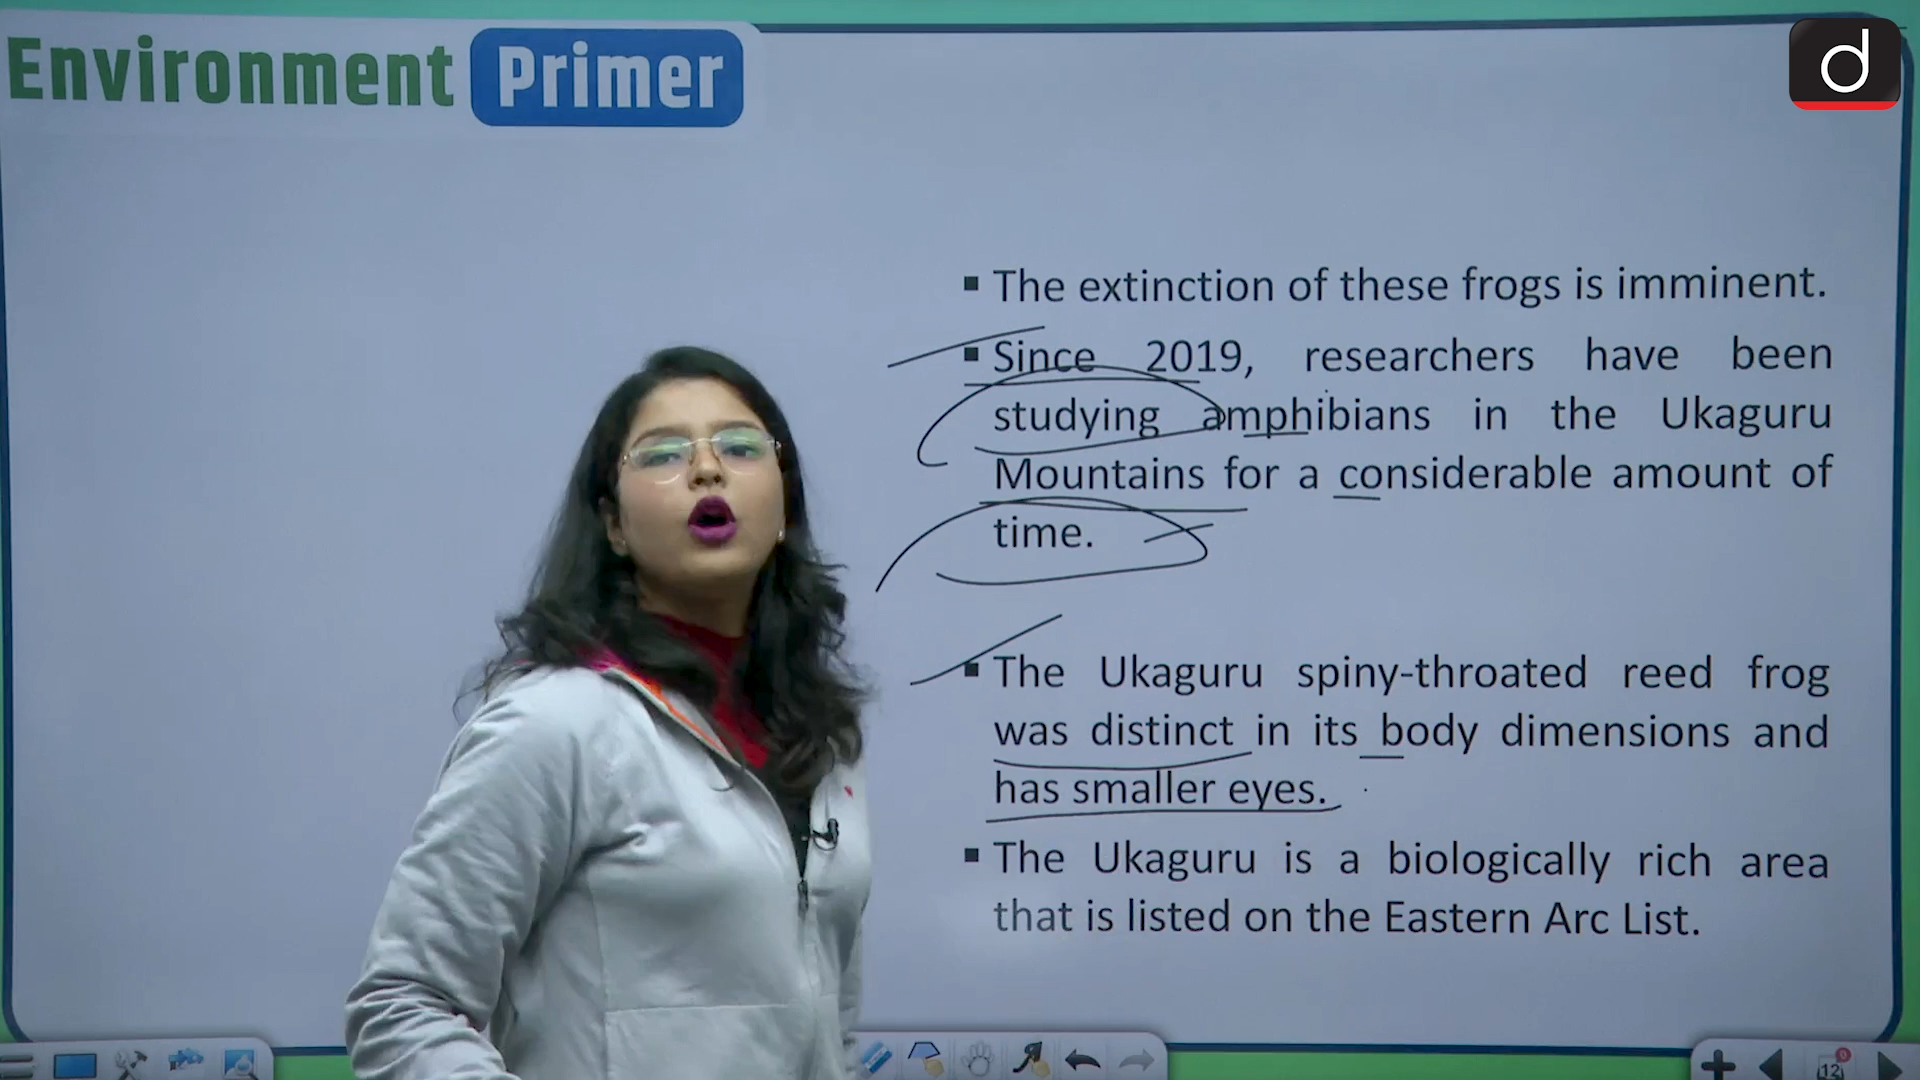 Environment Primer
d
▪ The extinction of these frogs is imminent.
▪ Since 2019, researchers have been
studying amphibians in the Ukaguru
Mountains for a considerable amount of
time.
▪ The Ukaguru spiny-throated reed frog
was distinct in its body dimensions and
has smaller eyes.
▪ The Ukaguru is a biologically rich area
that is listed on the Eastern Arc List.
12